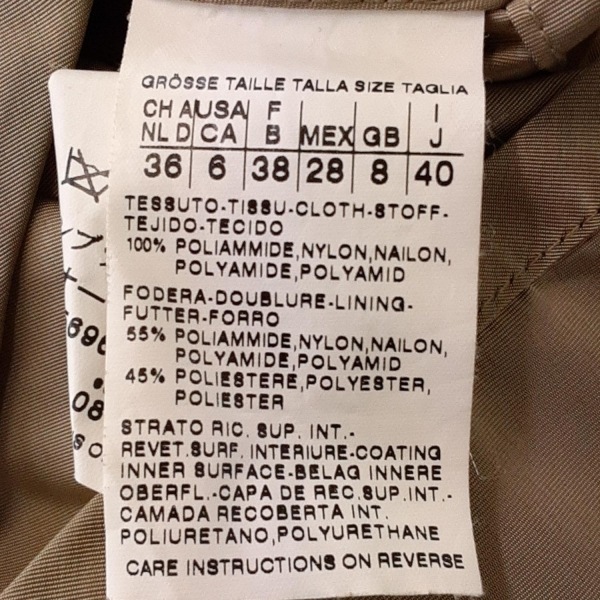 GRÖSSE TAILLE TALLA SIZE TAGLIA
CH A USA F I
NL D CA B MEX GB J
36 6 38 28 8 40
TESSUTO-TISSU-CLOTH-STOFF-
TEJIDO-TECIDO
100% POLIAMMIDE,NYLON,NAILON,
POLYAMIDE,POLYAMID
FODERA-DOUBLURE-LINING-
FUTTER-FORRO
55% POLIAMMIDE,NYLON,NAILON,
POLYAMIDE,POLYAMID
45% POLIESTERE,POLYESTER,
POLIESTER
STRATO RIC. SUP. INT.-
REVET.SURF. INTERIURE-COATING
INNER SURFACE-BELAG INNERE
OBERFL.-CAPA DE REC.SUP.INT.-
CAMADA RECOBERTA INT.
POLIURETANO,POLYURETHANE
CARE INSTRUCTIONS ON REVERSE